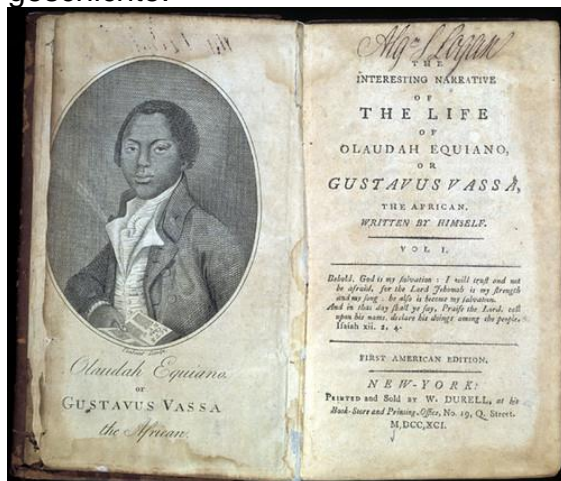 geschichte.
Olaudah Equiano.
or
GUSTAVUS VASSA
the African.
THE
INTERESTING NARRATIVE
OF
THE LIFE
OF
OLAUDAH EQUIANO,
OR
GUSTAVUS VASSA,
THE AFRICAN.
WRITTEN BY HIMSELF.
VOL I.
Behold, God is my salvation : I will trust and not
be afraid, for the Lord Jehovah is my strength
and my song ; he also is become my salvation.
And in that day shall ye say, Praise the Lord, call
upon his name, declare his doings among the people.
Isaiah xii. 2, 4.
FIRST AMERICAN EDITION.
NEW-YORK:
PRINTED and Sold by W. DURELL, at his
Book-Store and Printing-Office, No. 19, Q. Street.
M,DCC,XCI.